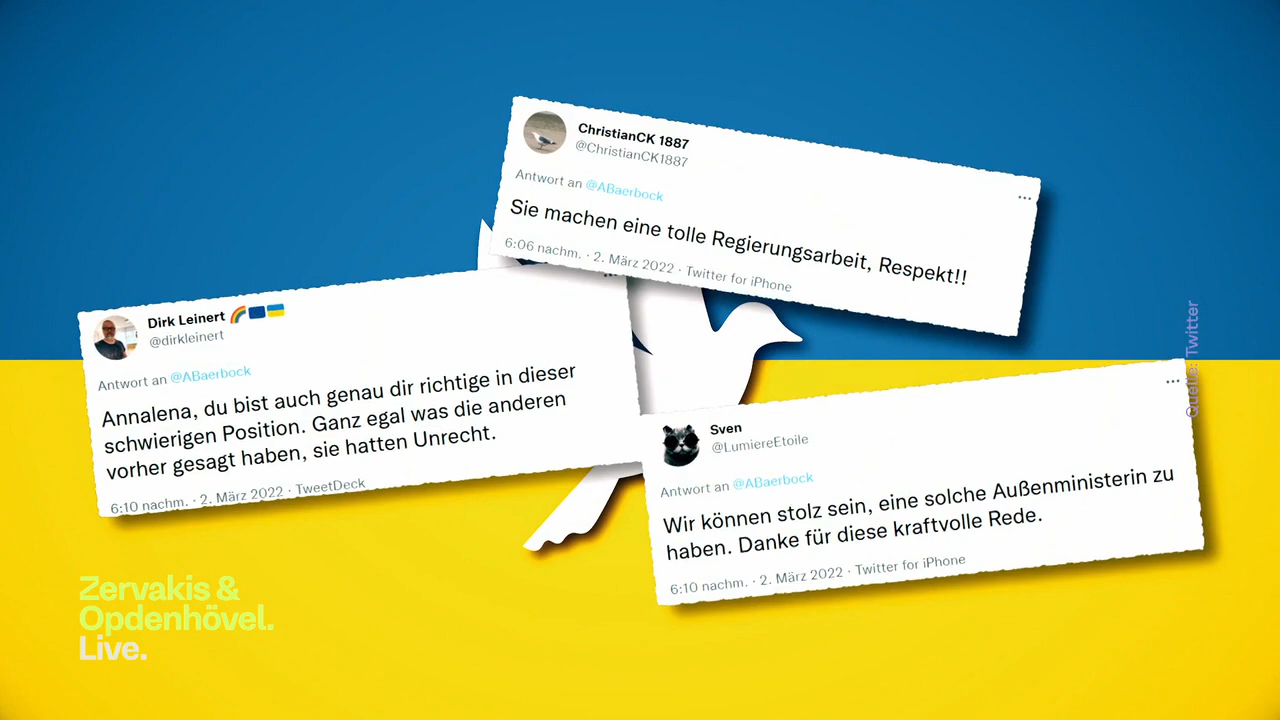 ChristianCK 1887
@ChristianCK1887
Antwort an @ABaerbock
Sie machen eine tolle Regierungsarbeit, Respekt!!
6:06 nachm. · 2. März 2022 · Twitter for iPhone
Dirk Leinert 🌈🇪🇺🇺🇦
@dirkleinert
Antwort an @ABaerbock
Annalena, du bist auch genau dir richtige in dieser
schwierigen Position. Ganz egal was die anderen
vorher gesagt haben, sie hatten Unrecht.
6:10 nachm. · 2. März 2022 · TweetDeck
Sven
@LumiereEtoile
Antwort an @ABaerbock
Wir können stolz sein, eine solche Außenministerin zu
haben. Danke für diese kraftvolle Rede.
6:10 nachm. · 2. März 2022 · Twitter for iPhone
Quelle: Twitter
Zervakis &
Opdenhövel.
Live.